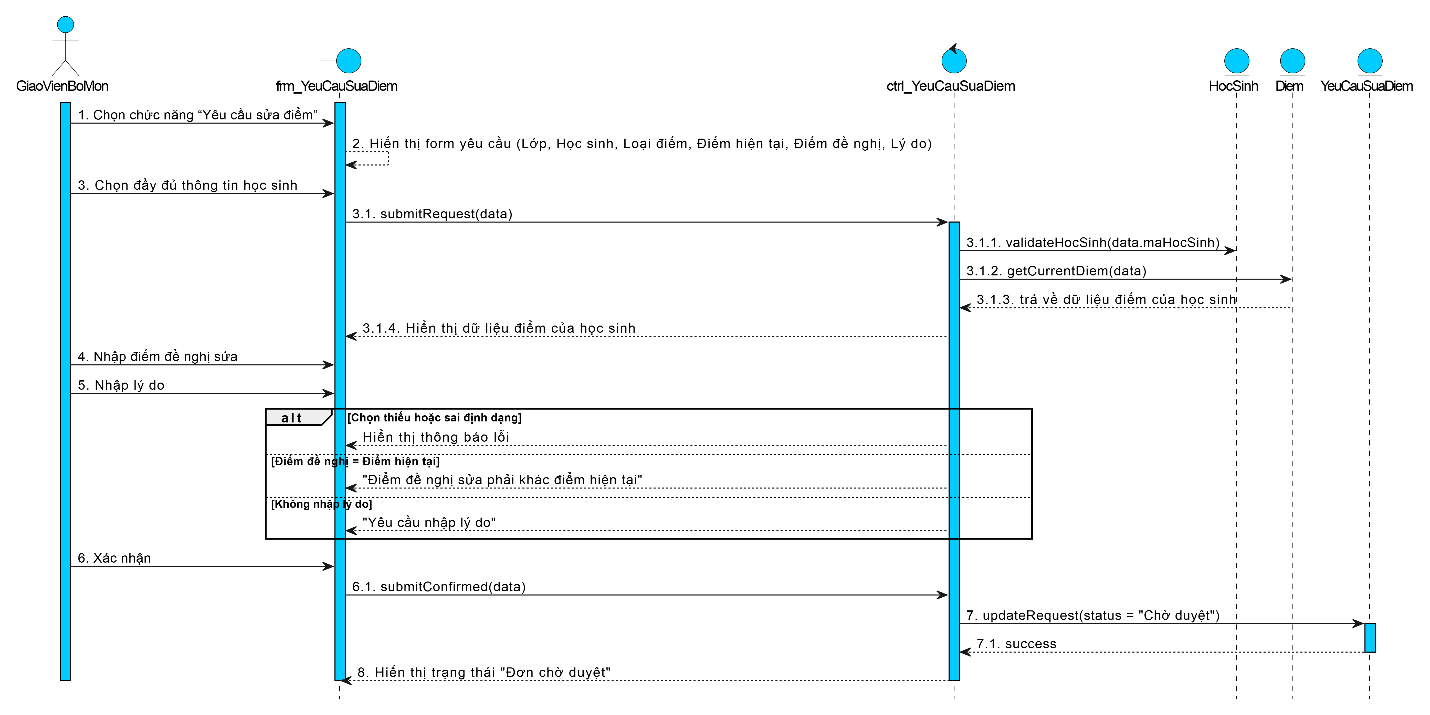 GiaoVienBoMon
frm_YeuCauSuaDiem
ctrl_YeuCauSuaDiem
HocSinh
Diem
YeuCauSuaDiem
1. Chọn chức năng “Yêu cầu sửa điểm”
2. Hiển thị form yêu cầu (Lớp, Học sinh, Loại điểm, Điểm hiện tại, Điểm đề nghị, Lý do)
3. Chọn đầy đủ thông tin học sinh
3.1. submitRequest(data)
3.1.1. validateHocSinh(data.maHocSinh)
3.1.2. getCurrentDiem(data)
3.1.3. trả về dữ liệu điểm của học sinh
3.1.4. Hiển thị dữ liệu điểm của học sinh
4. Nhập điểm đề nghị sửa
5. Nhập lý do
alt
[Chọn thiếu hoặc sai định dạng]
Hiển thị thông báo lỗi
[Điểm đề nghị = Điểm hiện tại]
"Điểm đề nghị sửa phải khác điểm hiện tại"
[Không nhập lý do]
"Yêu cầu nhập lý do"
6. Xác nhận
6.1. submitConfirmed(data)
7. updateRequest(status = "Chờ duyệt")
7.1. success
8. Hiển thị trạng thái "Đơn chờ duyệt"